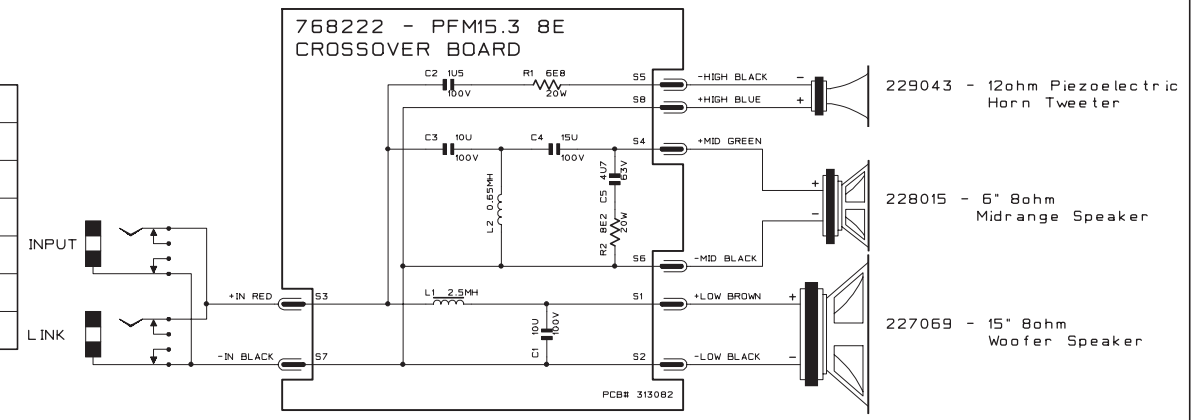 768222 - PFM15.3 8E
CROSSOVER BOARD
C2 1U5
100V
R1 6E8
20W
S5
-HIGH BLACK
-
S8
+HIGH BLUE
+
229043 - 12ohm Piezoelectric
Horn Tweeter
C3 10U
100V
C4 15U
100V
S4
+MID GREEN
C5 4U7
63V
L2 0.65MH
R2 8E2
20W
+
-
228015 - 6" 8ohm
Midrange Speaker
S6
-MID BLACK
INPUT
+IN RED
S3
L1 2.5MH
S1
+LOW BROWN
+
C1 10U
100V
LINK
227069 - 15" 8ohm
Woofer Speaker
-IN BLACK
S7
S2
-LOW BLACK
-
PCB# 313082